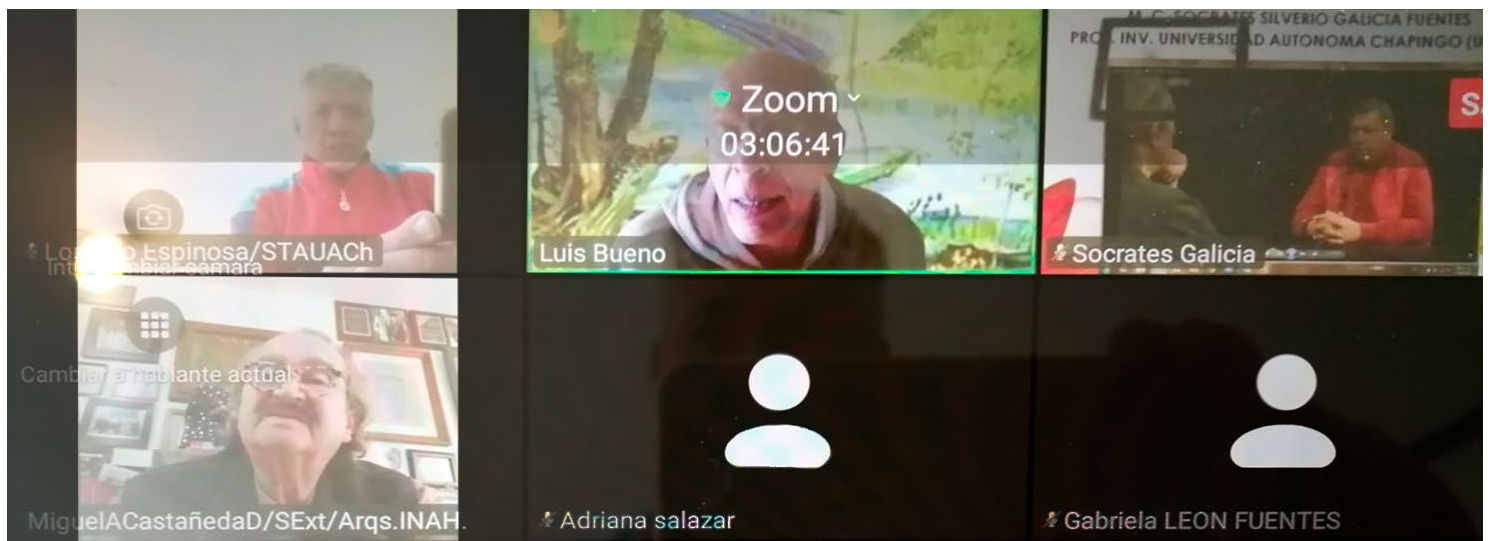 M. C. SOCRATES SILVERIO GALICIA FUENTES
INV. UNIVERSIDAD AUTONOMA CHAPINGO (U
Zoom
03:06:41
S
Espinosa/STAUACh
Luis Bueno
Socrates Galicia
cámara
Cambiar a hablante actual
MiguelACastañedaD/SExt/Arqs.INAH.
Adriana salazar
Gabriela LEON FUENTES